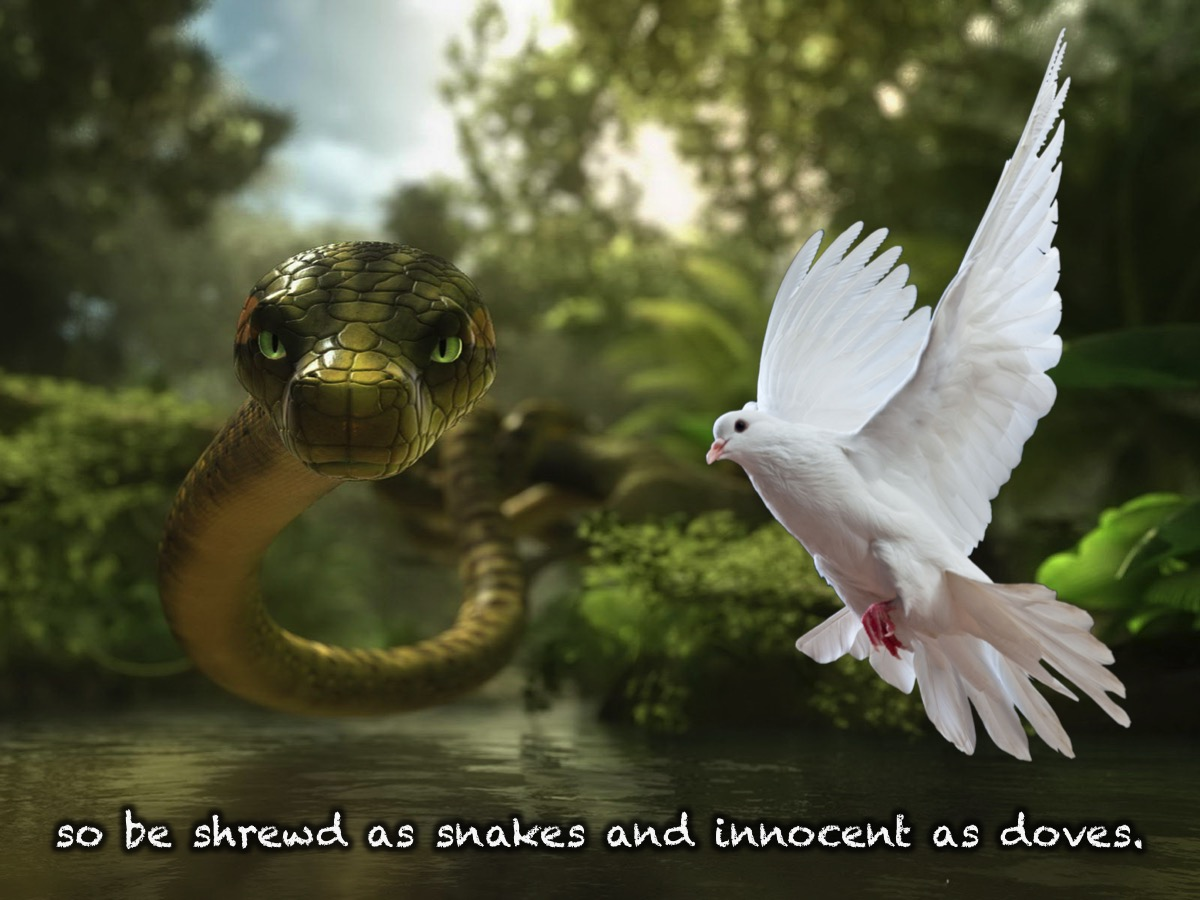 so be shrewd as snakes and innocent as doves.